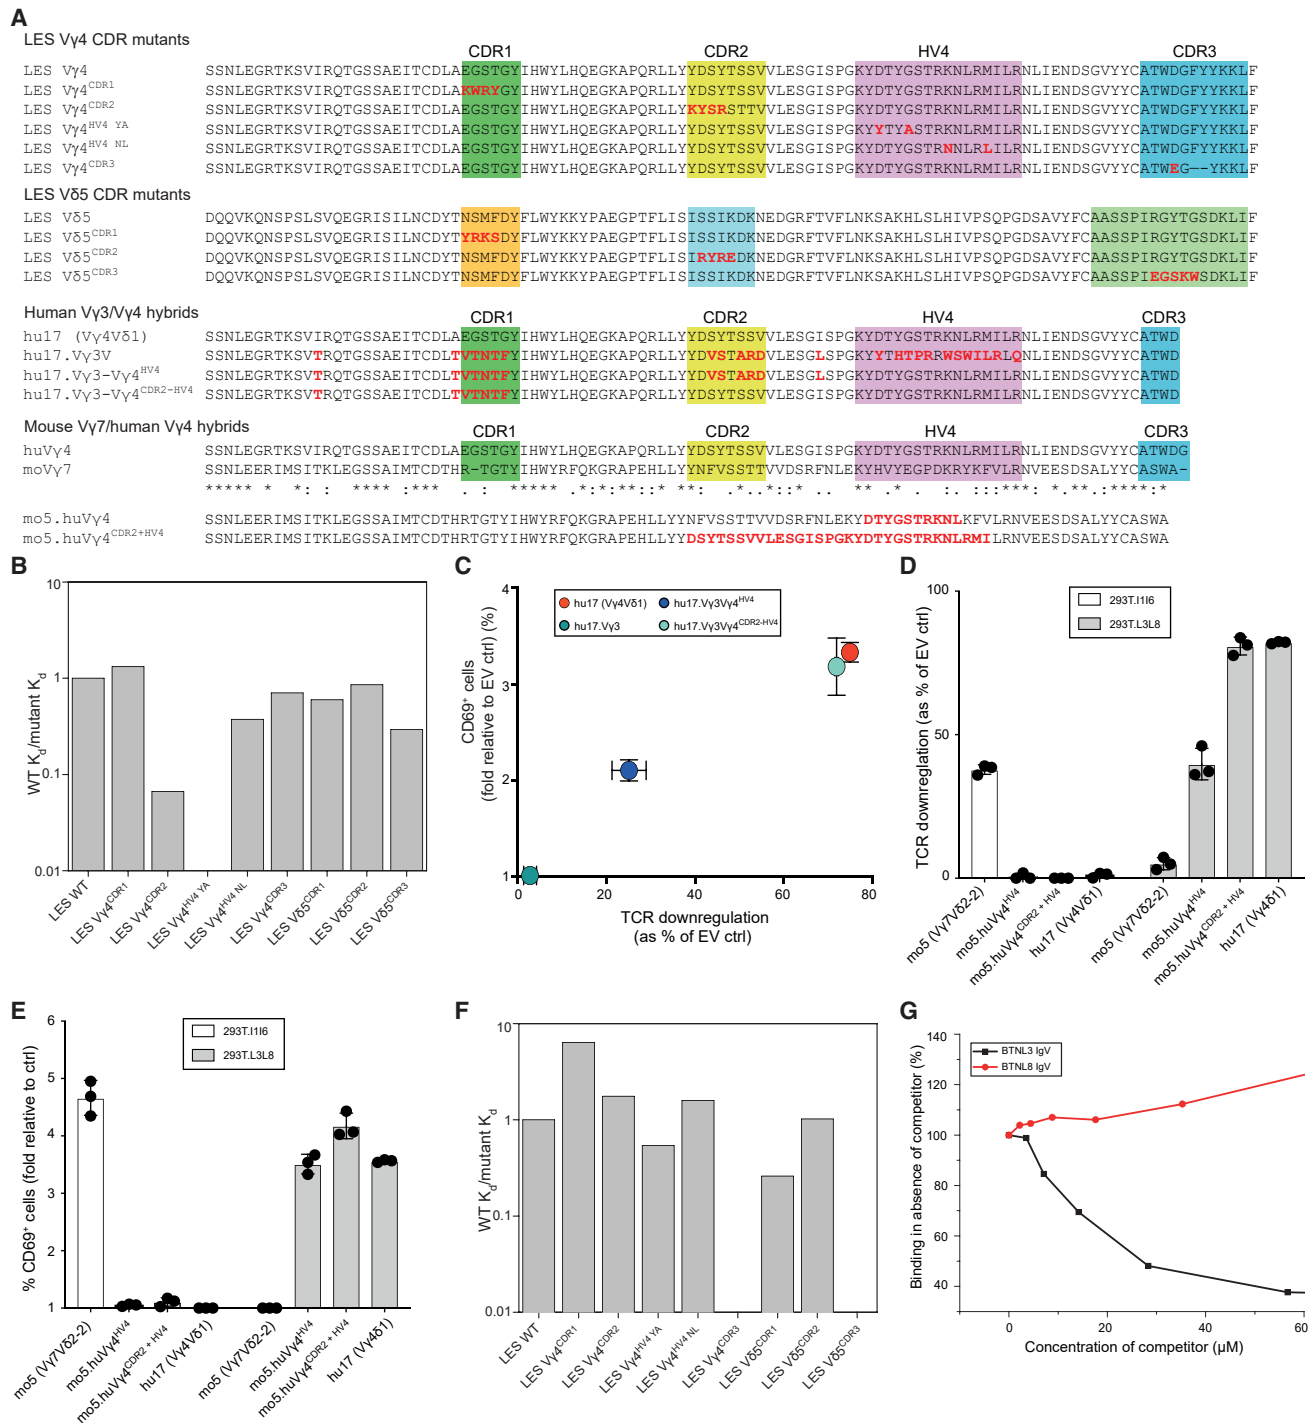 A
LES Vγ4 CDR mutants
CDR1 CDR2 HV4 CDR3
LES Vγ4 SSNLEGRTKSVIRQTGSSAEITCDLAEGSTGYIHWYLHQEGKAPQRLLYYDSYTSSVVLESGISPGKYDTYGSTRKNLRMILRNLIENDSGVYYCATWDGFYYKKLF
LES Vγ4CDR1 SSNLEGRTKSVIRQTGSSAEITCDLAKWRYGYIHWYLHQEGKAPQRLLYYDSYTSSVVLESGISPGKYDTYGSTRKNLRMILRNLIENDSGVYYCATWDGFYYKKLF
LES Vγ4CDR2 SSNLEGRTKSVIRQTGSSAEITCDLAEGSTGYIHWYLHQEGKAPQRLLYKYSRSTTVVLESGISPGKYDTYGSTRKNLRMILRNLIENDSGVYYCATWDGFYYKKLF
LES Vγ4HV4 YA SSNLEGRTKSVIRQTGSSAEITCDLAEGSTGYIHWYLHQEGKAPQRLLYYDSYTSSVVLESGISPGKYYTYASTRKNLRMILRNLIENDSGVYYCATWDGFYYKKLF
LES Vγ4HV4 NL SSNLEGRTKSVIRQTGSSAEITCDLAEGSTGYIHWYLHQEGKAPQRLLYYDSYTSSVVLESGISPGKYDTYGSTRNNLRLILRNLIENDSGVYYCATWDGFYYKKLF
LES Vγ4CDR3 SSNLEGRTKSVIRQTGSSAEITCDLAEGSTGYIHWYLHQEGKAPQRLLYYDSYTSSVVLESGISPGKYDTYGSTRKNLRMILRNLIENDSGVYYCATWEG--YKKLF
LES Vδ5 CDR mutants
LES Vδ5 DQQVKQNSPSLSVQEGRISILNCDYTNSMFDYFLWYKKYPAEGPTFLISISSIKDKNEDGRFTVFLNKSAKHLSLHIVPSQPGDSAVYFCAASSPIRGYTGSDKLIF
LES Vδ5CDR1 DQQVKQNSPSLSVQEGRISILNCDYTYRKSDYFLWYKKYPAEGPTFLISISSIKDKNEDGRFTVFLNKSAKHLSLHIVPSQPGDSAVYFCAASSPIRGYTGSDKLIF
LES Vδ5CDR2 DQQVKQNSPSLSVQEGRISILNCDYTNSMFDYFLWYKKYPAEGPTFLISIRYREDKNEDGRFTVFLNKSAKHLSLHIVPSQPGDSAVYFCAASSPIRGYTGSDKLIF
LES Vδ5CDR3 DQQVKQNSPSLSVQEGRISILNCDYTNSMFDYFLWYKKYPAEGPTFLISISSIKDKNEDGRFTVFLNKSAKHLSLHIVPSQPGDSAVYFCAASSPIEGSKWSDKLIF
Human Vγ3/Vγ4 hybrids
CDR1 CDR2 HV4 CDR3
hu17 (Vγ4Vδ1) SSNLEGRTKSVIRQTGSSAEITCDLAEGSTGYIHWYLHQEGKAPQRLLYYDSYTSSVVLESGISPGKYDTYGSTRKNLRMILRNLIENDSGVYYCATWD
hu17.Vγ3V SSNLEGRTKSVTRQTGSSAEITCDLTVTNTFYIHWYLHQEGKAPQRLLYYDVSTARDVLESGLSPGKYYTHTPRRWSWILRLQNLIENDSGVYYCATWD
hu17.Vγ3-Vγ4HV4 SSNLEGRTKSVTRQTGSSAEITCDLTVTNTFYIHWYLHQEGKAPQRLLYYDVSTARDVLESGLSPGKYDTYGSTRKNLRMILRNLIENDSGVYYCATWD
hu17.Vγ3-Vγ4CDR2-HV4 SSNLEGRTKSVTRQTGSSAEITCDLTVTNTFYIHWYLHQEGKAPQRLLYYDSYTSSVVLESGISPGKYDTYGSTRKNLRMILRNLIENDSGVYYCATWD
Mouse Vγ7/human Vγ4 hybrids
CDR1 CDR2 HV4 CDR3
huVγ4 SSNLEGRTKSVIRQTGSSAEITCDLAEGSTGYIHWYLHQEGKAPQRLLYYDSYTSSVVLESGISPGKYDTYGSTRKNLRMILRNLIENDSGVYYCATWDG
moVγ7 SSNLEERIMSITKLEGSSAIMTCDTHR-TGTYIHWYRFQKGRAPEHLLYYNFVSSTTVVDSRFNLEKYHVYEGPDKRYKFVLRNVEESDSALYYCASWA-
mo5.huVγ4 SSNLEERIMSITKLEGSSAIMTCDTHRTGTYIHWYRFQKGRAPEHLLYYNFVSSTTVVDSRFNLEKYDTYGSTRKNLKFVLRNVEESDSALYYCASWA
mo5.huVγ4CDR2+HV4 SSNLEERIMSITKLEGSSAIMTCDTHRTGTYIHWYRFQKGRAPEHLLYYDSYTSSVVLESGISPGKYDTYGSTRKNLRMILRNVEESDSALYYCASWA
B
WT Kd/mutant Kd
10
1
0.1
0.01
LES WT
LES Vγ4CDR1
LES Vγ4CDR2
LES Vγ4HV4 YA
LES Vγ4HV4 NL
LES Vγ4CDR3
LES Vδ5CDR1
LES Vδ5CDR2
LES Vδ5CDR3
C
CD69+ cells
(fold relative to EV ctrl) (%)
4
3
2
1
hu17 (Vγ4Vδ1) hu17.Vγ3Vγ4HV4
hu17.Vγ3 hu17.Vγ3Vγ4CDR2-HV4
0 20 40 60 80
TCR downregulation
(as % of EV ctrl)
D
TCR downregulation (as % of EV ctrl)
100
50
0
293T.I1I6
293T.L3L8
mo5 (Vγ7Vδ2-2)
mo5.huVγ4HV4
mo5.huVγ4CDR2 + HV4
hu17 (Vγ4Vδ1)
mo5 (Vγ7Vδ2-2)
mo5.huVγ4HV4
mo5.huVγ4CDR2 + HV4
hu17 (Vγ4δ1)
E
% CD69+ cells (fold relative to ctrl)
6
5
4
3
2
1
293T.I1I6
293T.L3L8
mo5 (Vγ7Vδ2-2)
mo5.huVγ4HV4
mo5.huVγ4CDR2 + HV4
hu17 (Vγ4Vδ1)
mo5 (Vγ7Vδ2-2)
mo5.huVγ4HV4
mo5.huVγ4CDR2 + HV4
hu17 (Vγ4δ1)
F
WT Kd/mutant Kd
10
1
0.1
0.01
LES WT
LES Vγ4CDR1
LES Vγ4CDR2
LES Vγ4HV4 YA
LES Vγ4HV4 NL
LES Vγ4CDR3
LES Vδ5CDR1
LES Vδ5CDR2
LES Vδ5CDR3
G
Binding in absence of competitor (%)
140
120
100
80
60
40
BTNL3 IgV
BTNL8 IgV
0 20 40 60
Concentration of competitor (μM)